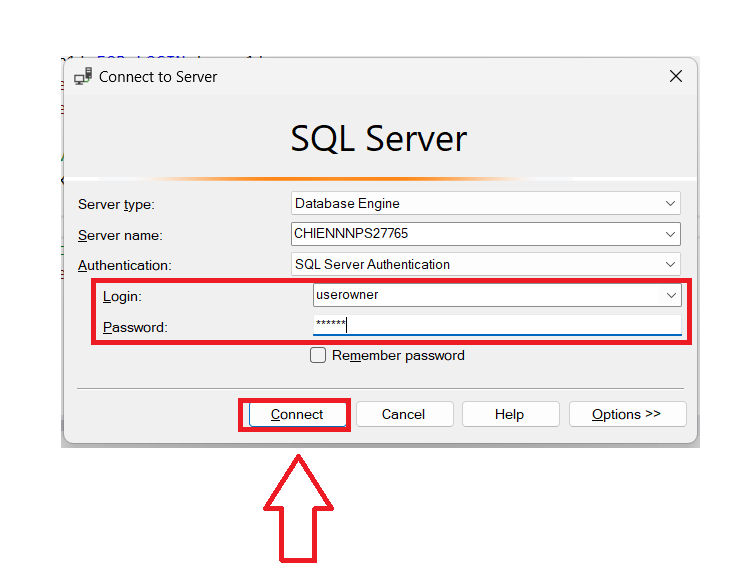 Connect to Server
SQL Server
Server type:
Database Engine
Server name:
CHIENNNPS27765
Authentication:
SQL Server Authentication
Login:
userowner
Password:
******
Remember password
Connect
Cancel
Help
Options >>